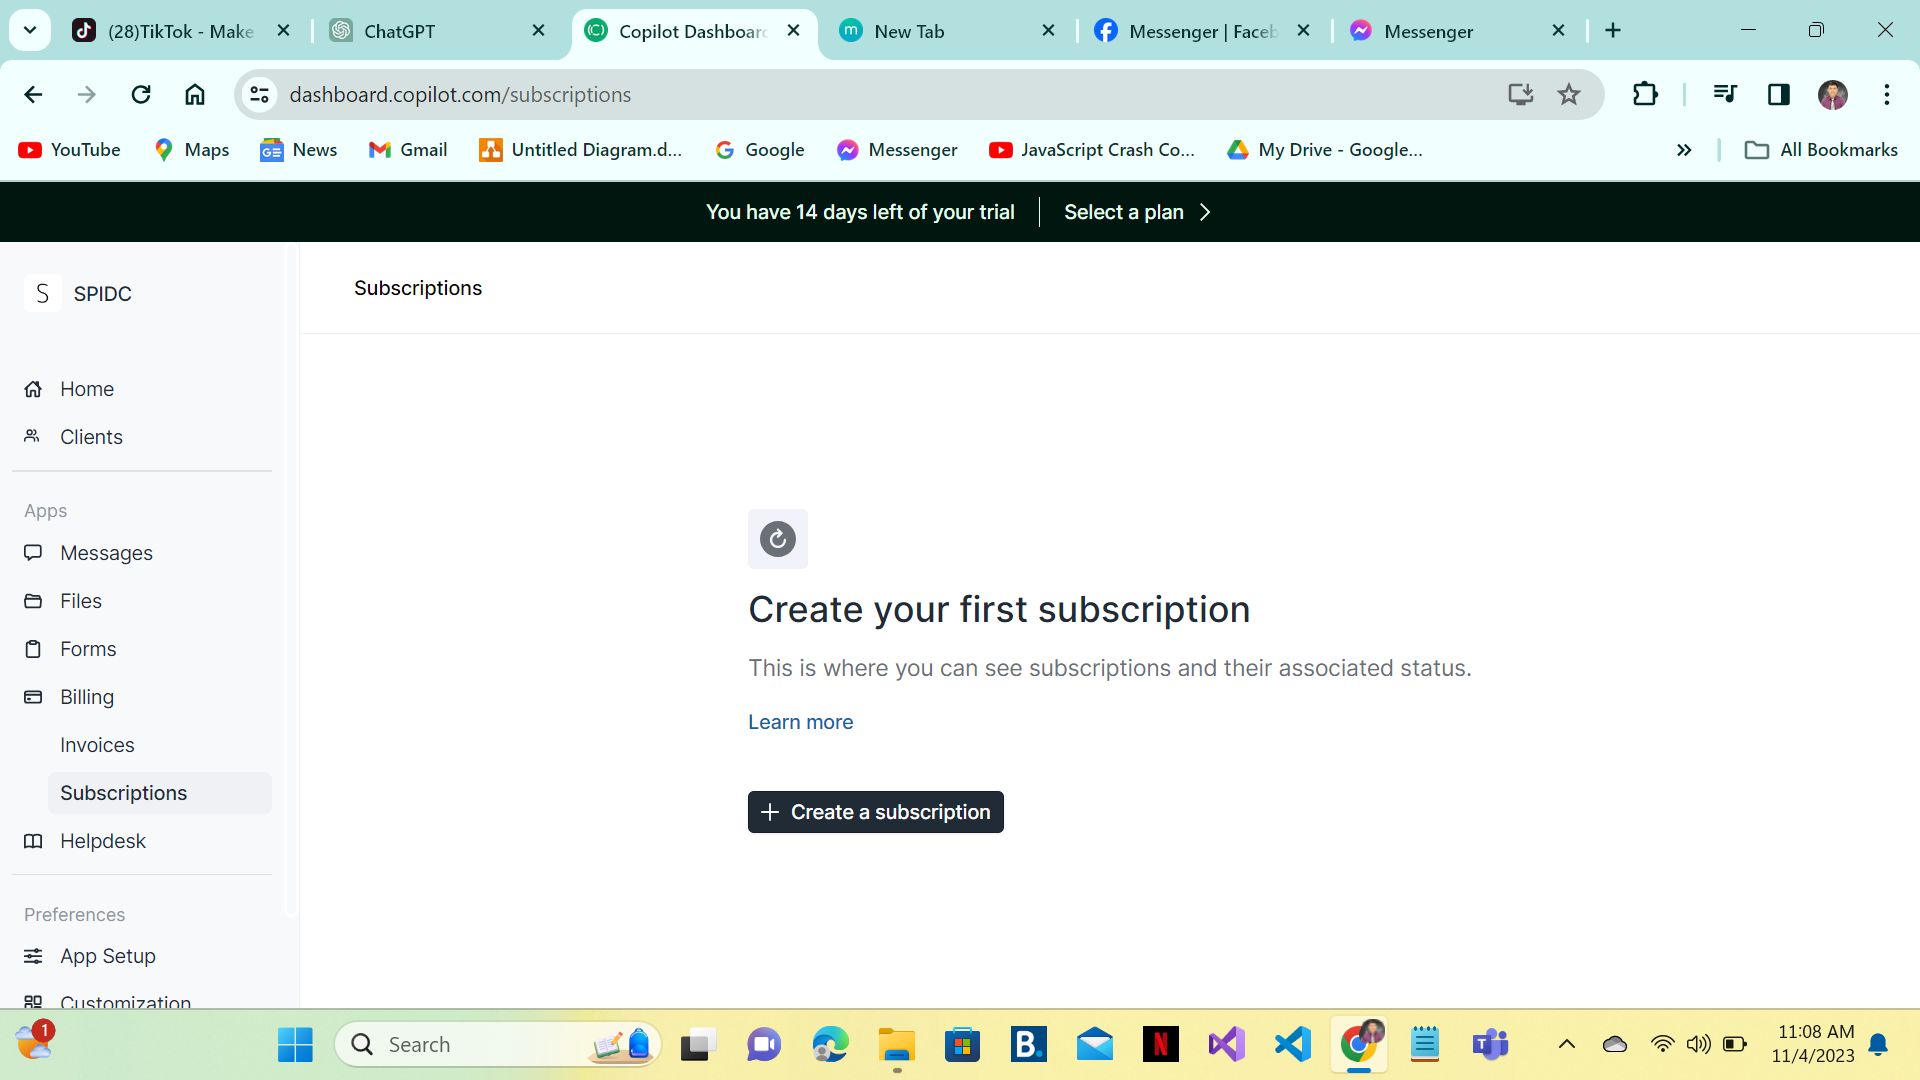 (28)TikTok - Make
ChatGPT
Copilot Dashboard
New Tab
Messenger | Faceb
Messenger
dashboard.copilot.com/subscriptions
YouTube
Maps
News
Gmail
Untitled Diagram.d...
Google
Messenger
JavaScript Crash Co...
My Drive - Google...
All Bookmarks
You have 14 days left of your trial
Select a plan
S SPIDC
Subscriptions
Home
Clients
Apps
Messages
Files
Forms
Billing
Invoices
Subscriptions
Helpdesk
Preferences
App Setup
Customization
Create your first subscription
This is where you can see subscriptions and their associated status.
Learn more
+ Create a subscription
1
Search
B.
N
T
11:08 AM
11/4/2023